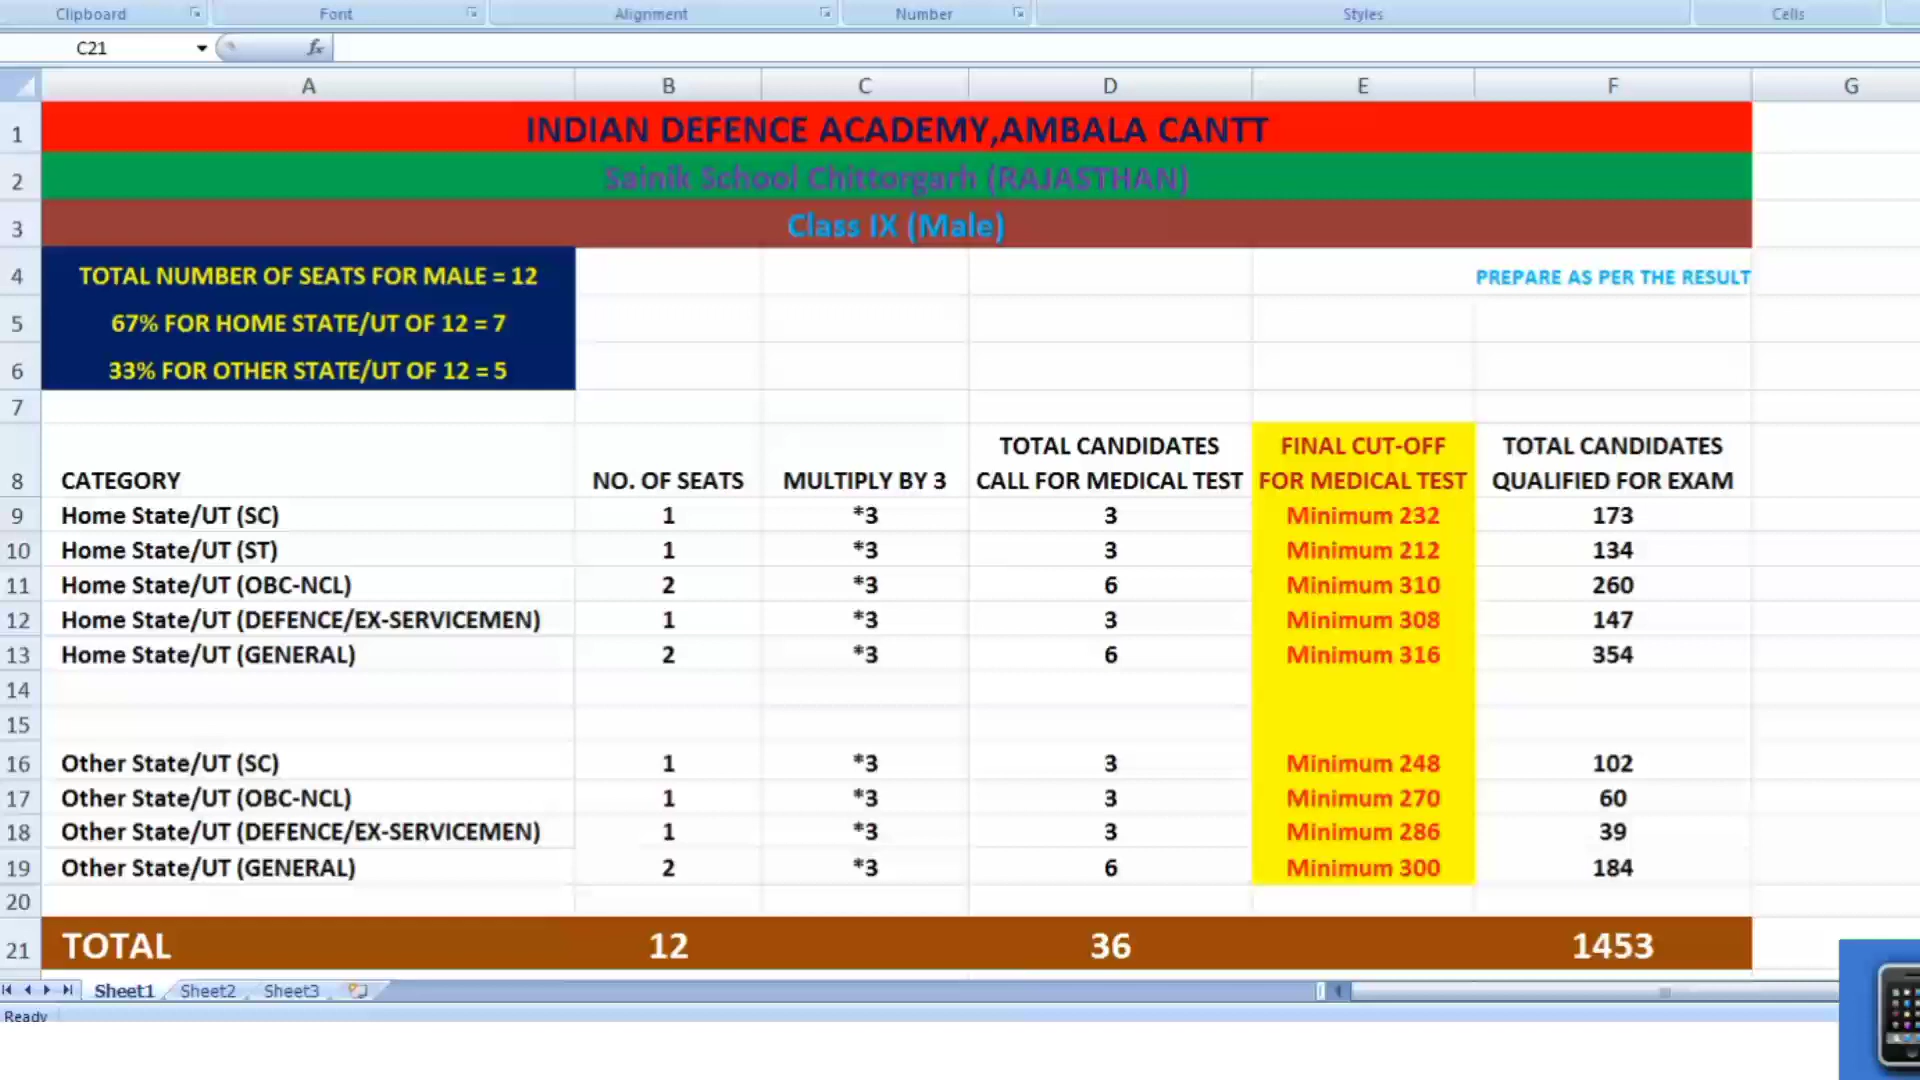 Clipboard Font Alignment Number Styles Cells
C21 fx
A B C D E F G
1 INDIAN DEFENCE ACADEMY,AMBALA CANTT
2 Sainik School Chittorgarh (RAJASTHAN)
3 Class IX (Male)
4 TOTAL NUMBER OF SEATS FOR MALE = 12 PREPARE AS PER THE RESULT
5 67% FOR HOME STATE/UT OF 12 = 7
6 33% FOR OTHER STATE/UT OF 12 = 5
7
TOTAL CANDIDATES FINAL CUT-OFF TOTAL CANDIDATES
8 CATEGORY NO. OF SEATS MULTIPLY BY 3 CALL FOR MEDICAL TEST FOR MEDICAL TEST QUALIFIED FOR EXAM
9 Home State/UT (SC) 1 *3 3 Minimum 232 173
10 Home State/UT (ST) 1 *3 3 Minimum 212 134
11 Home State/UT (OBC-NCL) 2 *3 6 Minimum 310 260
12 Home State/UT (DEFENCE/EX-SERVICEMEN) 1 *3 3 Minimum 308 147
13 Home State/UT (GENERAL) 2 *3 6 Minimum 316 354
14
15
16 Other State/UT (SC) 1 *3 3 Minimum 248 102
17 Other State/UT (OBC-NCL) 1 *3 3 Minimum 270 60
18 Other State/UT (DEFENCE/EX-SERVICEMEN) 1 *3 3 Minimum 286 39
19 Other State/UT (GENERAL) 2 *3 6 Minimum 300 184
20
21 TOTAL 12 36 1453
Sheet1 Sheet2 Sheet3
Ready